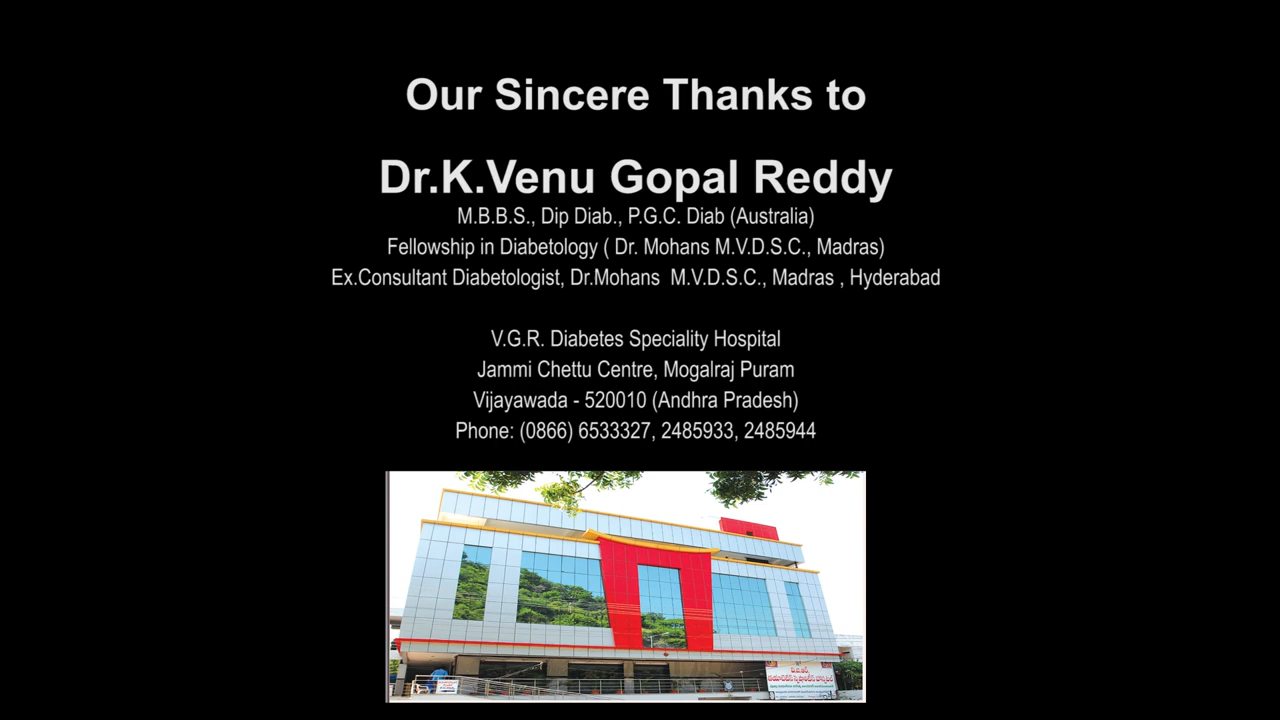 Our Sincere Thanks to
Dr.K.Venu Gopal Reddy
M.B.B.S., Dip Diab., P.G.C. Diab (Australia)
Fellowship in Diabetology ( Dr. Mohans M.V.D.S.C., Madras)
Ex.Consultant Diabetologist, Dr.Mohans M.V.D.S.C., Madras , Hyderabad
V.G.R. Diabetes Speciality Hospital
Jammi Chettu Centre, Mogalraj Puram
Vijayawada - 520010 (Andhra Pradesh)
Phone: (0866) 6533327, 2485933, 2485944
వి.జి.ఆర్.